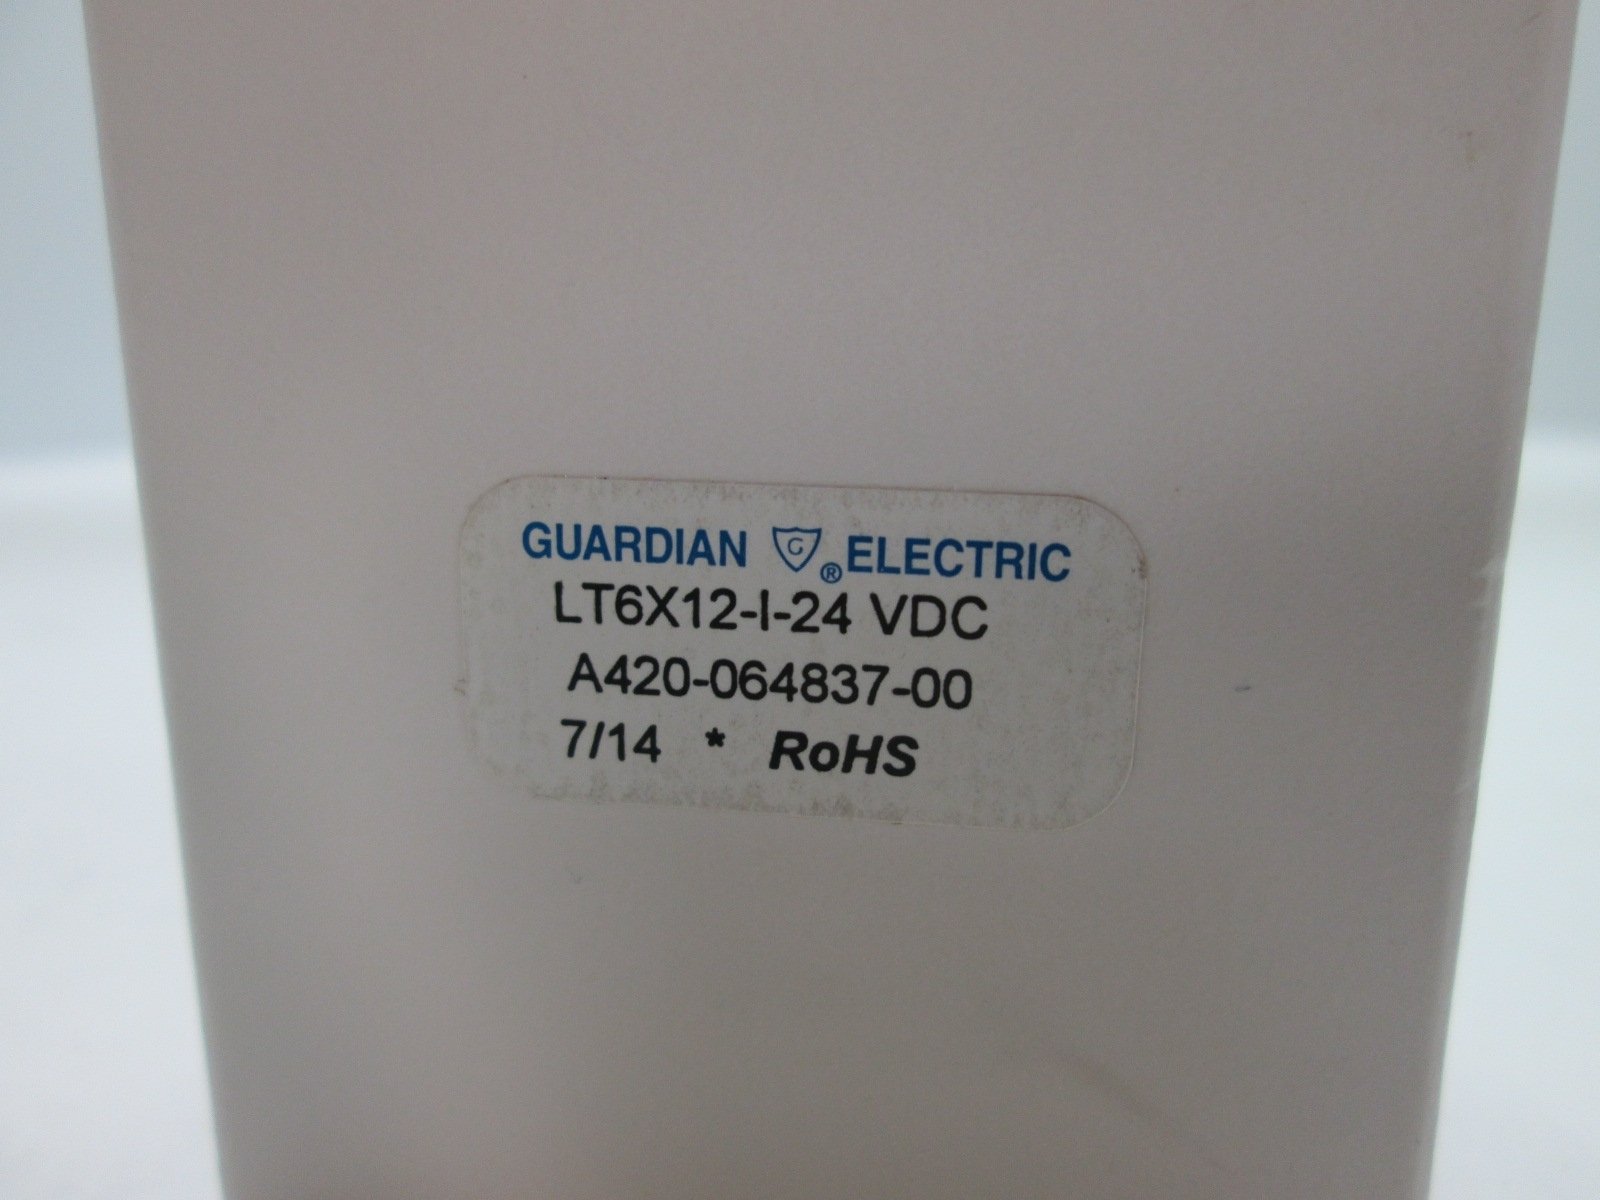 GUARDIAN G ® ELECTRIC
LT6X12-I-24 VDC
A420-064837-00
7/14 * RoHS